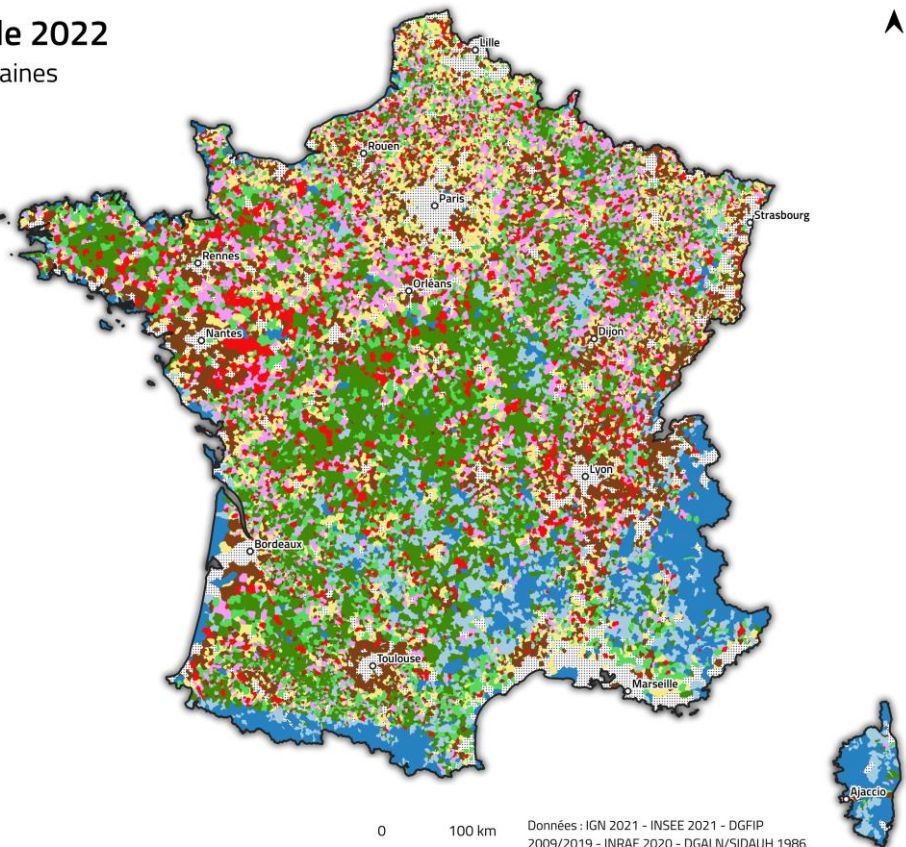 le 2022
aines
Lille
Rouen
Paris
Strasbourg
Rennes
Orléans
Nantes
Dijon
Lyon
Bordeaux
Toulouse
Marseille
Ajaccio
0 100 km
Données : IGN 2021 - INSEE 2021 - DGFIP
2009/2019 - INRAE 2020 - DGALN/SIDAUH 1986.